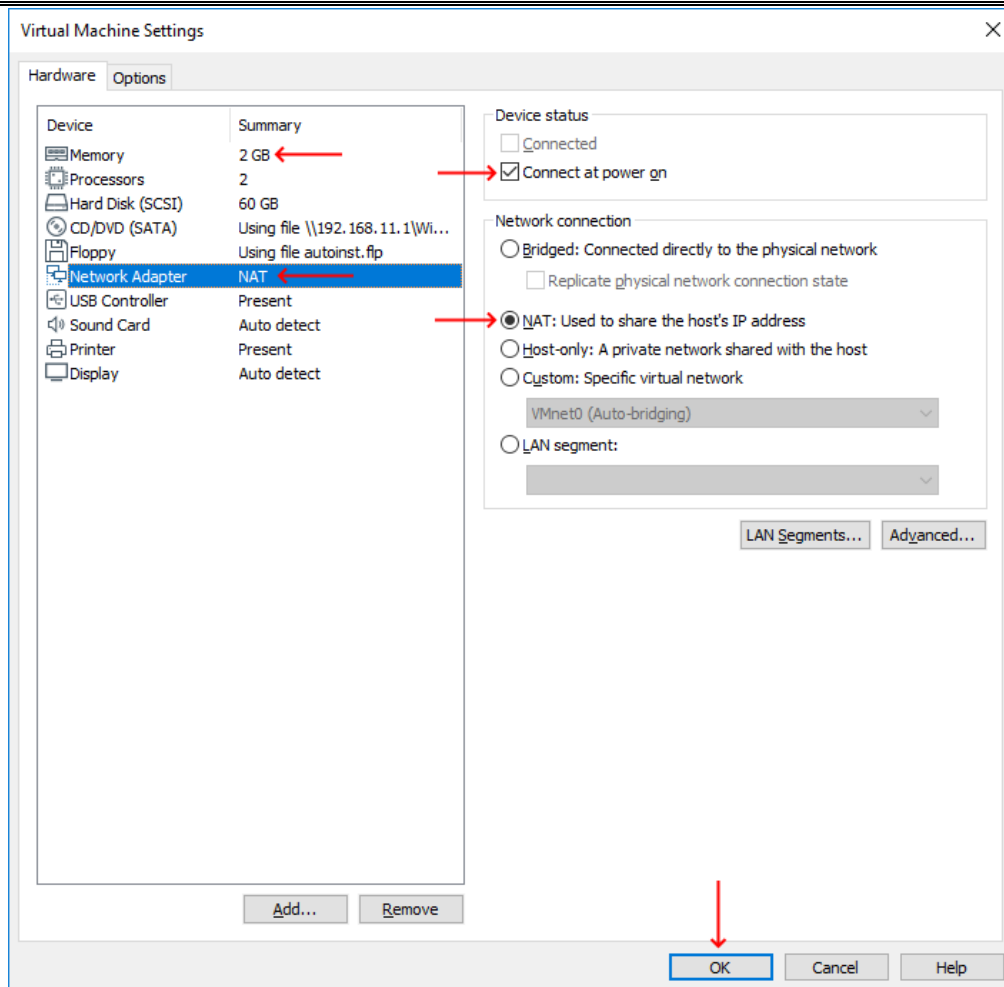 Virtual Machine Settings
Hardware Options
Device Summary
Memory 2 GB
Processors 2
Hard Disk (SCSI) 60 GB
CD/DVD (SATA) Using file \\192.168.11.1\Wi...
Floppy Using file autoinst.flp
Network Adapter NAT
USB Controller Present
Sound Card Auto detect
Printer Present
Display Auto detect
Add... Remove
Device status
Connected
Connect at power on
Network connection
Bridged: Connected directly to the physical network
Replicate physical network connection state
NAT: Used to share the host's IP address
Host-only: A private network shared with the host
Custom: Specific virtual network
VMnet0 (Auto-bridging)
LAN segment:
LAN Segments... Advanced...
OK Cancel Help